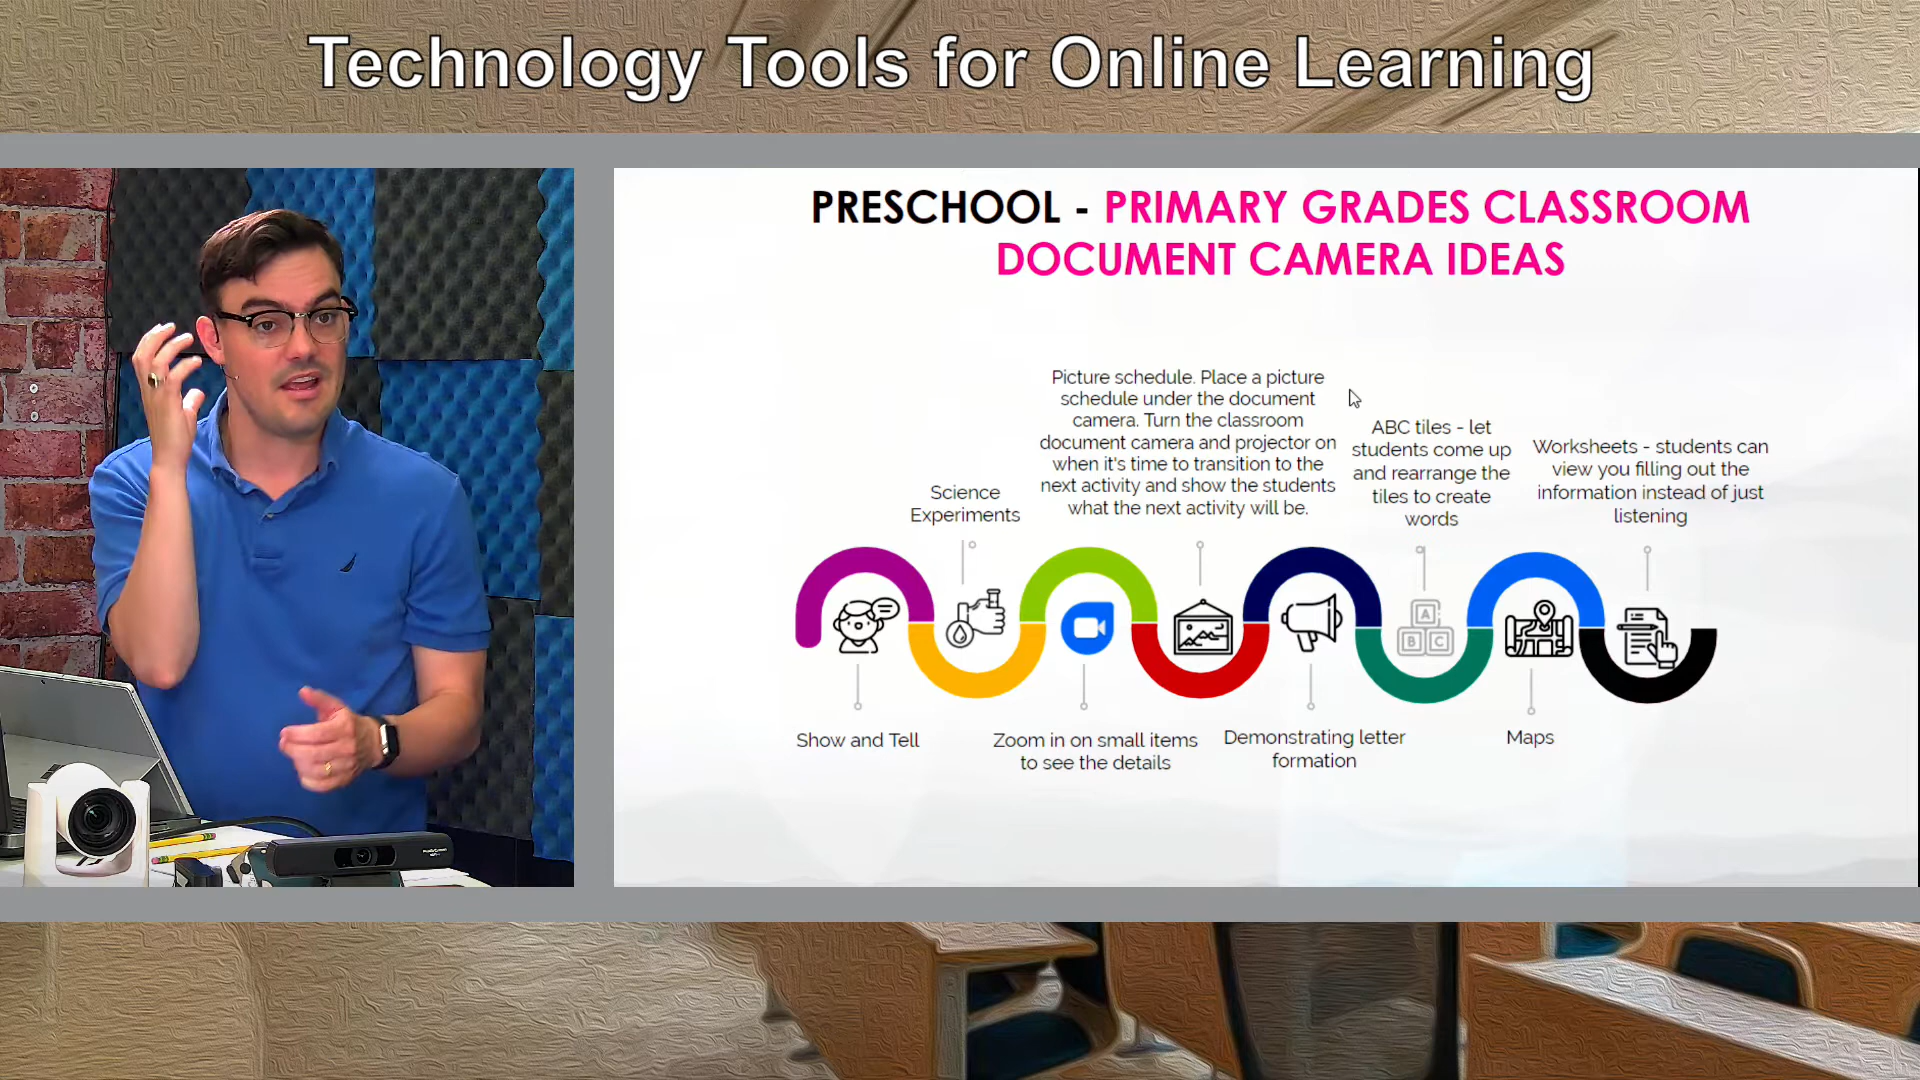 Technology Tools for Online Learning
PRESCHOOL - PRIMARY GRADES CLASSROOM
DOCUMENT CAMERA IDEAS
Picture schedule. Place a picture
schedule under the document
camera. Turn the classroom
document camera and projector on
when it's time to transition to the
next activity and show the students
what the next activity will be.
ABC tiles - let
students come up
and rearrange the
tiles to create
words
Worksheets - students can
view you filling out the
information instead of just
listening
Science
Experiments
A
B C
Show and Tell
Zoom in on small items
to see the details
Demonstrating letter
formation
Maps